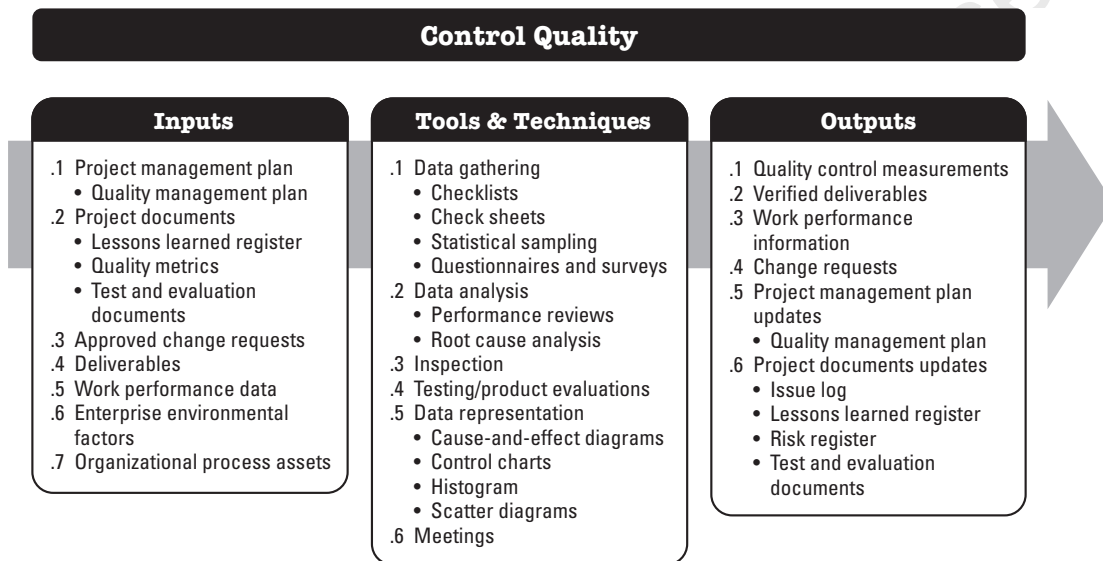 Control Quality
Inputs
.1 Project management plan
• Quality management plan
.2 Project documents
• Lessons learned register
• Quality metrics
• Test and evaluation
documents
.3 Approved change requests
.4 Deliverables
.5 Work performance data
.6 Enterprise environmental
factors
.7 Organizational process assets
Tools & Techniques
.1 Data gathering
• Checklists
• Check sheets
• Statistical sampling
• Questionnaires and surveys
.2 Data analysis
• Performance reviews
• Root cause analysis
.3 Inspection
.4 Testing/product evaluations
.5 Data representation
• Cause-and-effect diagrams
• Control charts
• Histogram
• Scatter diagrams
.6 Meetings
Outputs
.1 Quality control measurements
.2 Verified deliverables
.3 Work performance
information
.4 Change requests
.5 Project management plan
updates
• Quality management plan
.6 Project documents updates
• Issue log
• Lessons learned register
• Risk register
• Test and evaluation
documents